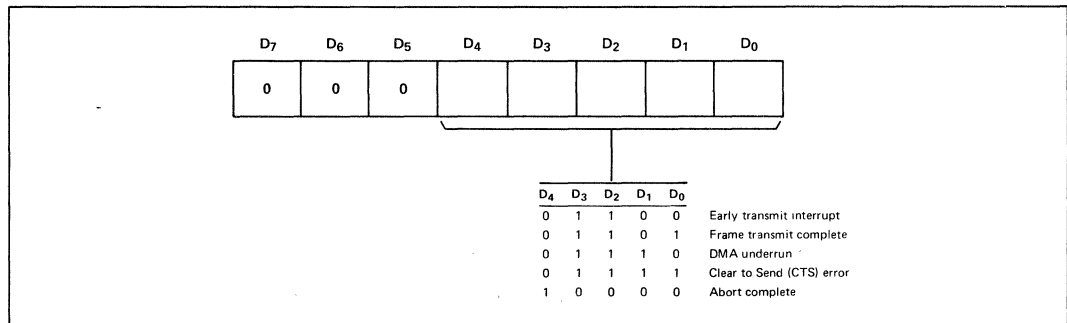 D7 D6 D5 D4 D3 D2 D1 D0
0 0 0
D4 D3 D2 D1 D0
0 1 1 0 0 Early transmit interrupt
0 1 1 0 1 Frame transmit complete
0 1 1 1 0 DMA underrun
0 1 1 1 1 Clear to Send (CTS) error
1 0 0 0 0 Abort complete